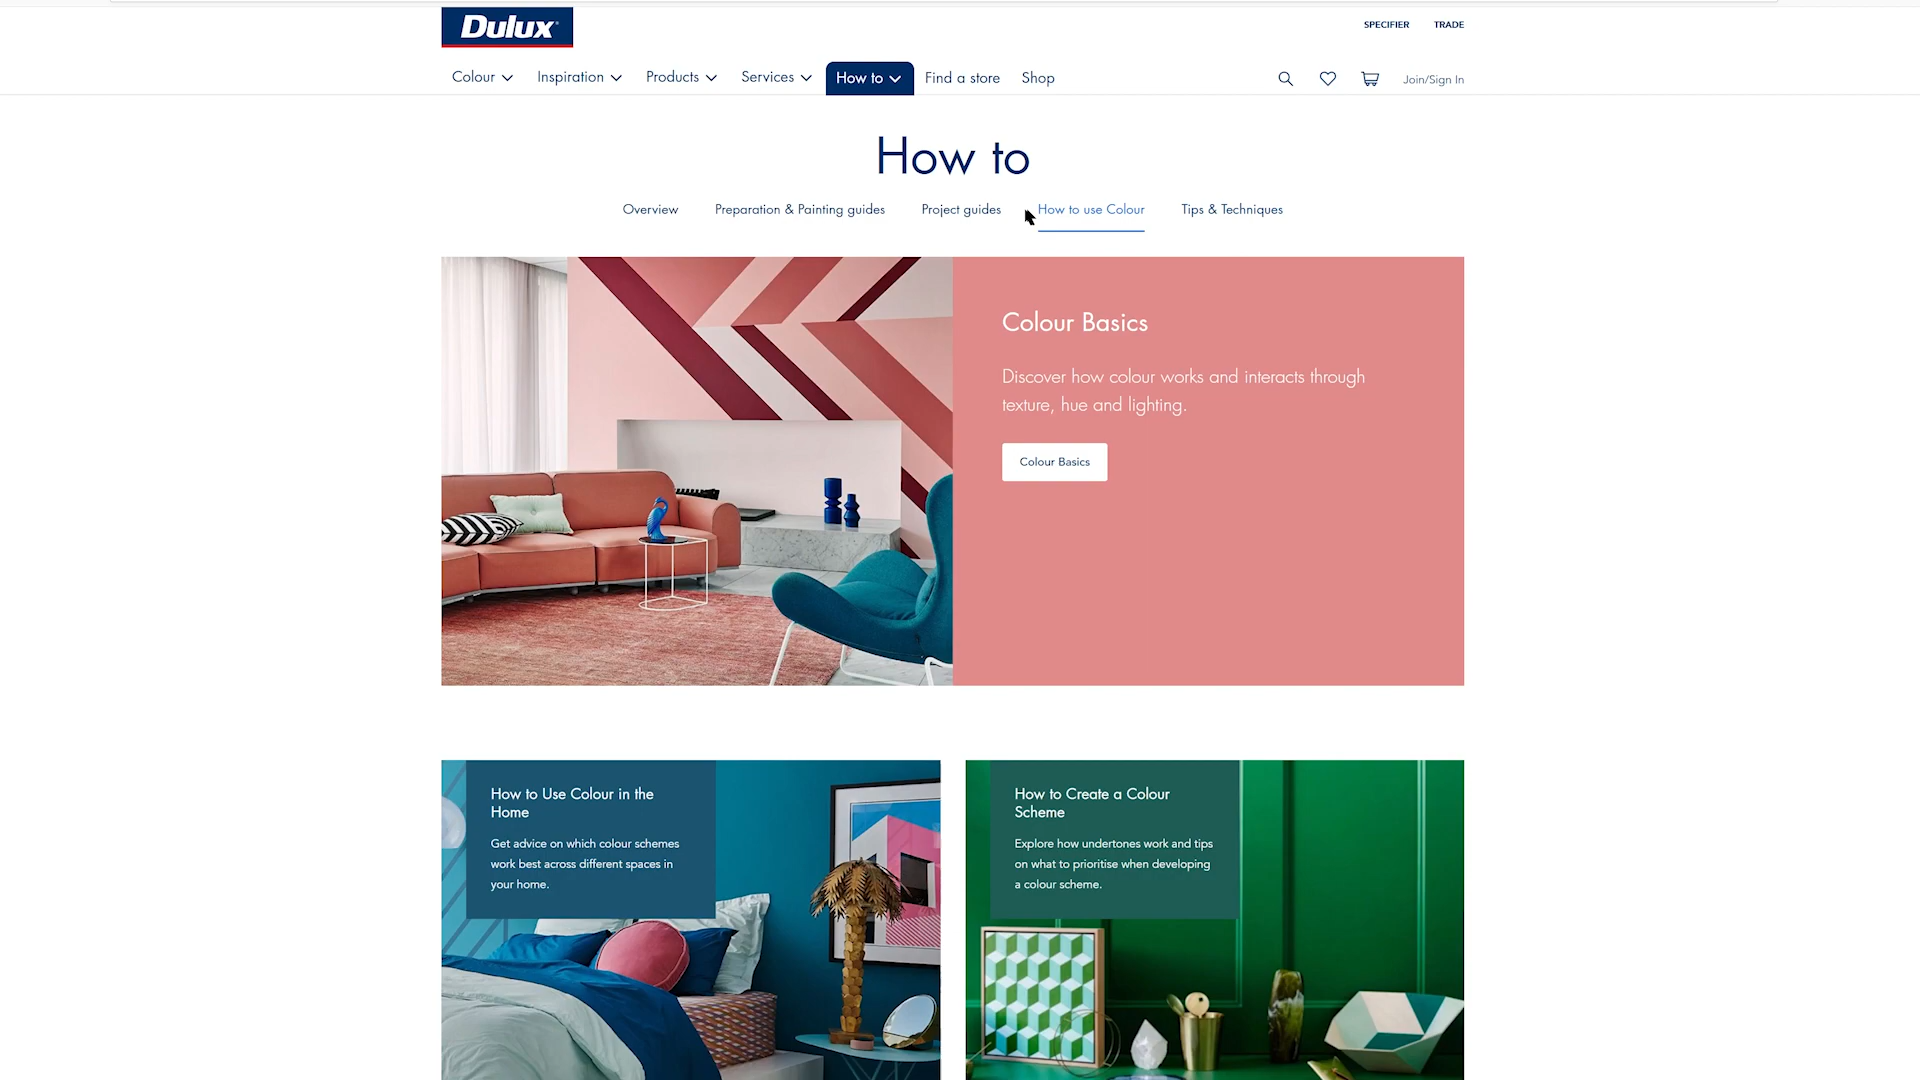 Dulux
SPECIFIER TRADE
Colour Inspiration Products Services How to Find a store Shop Join/Sign In
How to
Overview Preparation & Painting guides Project guides How to use Colour Tips & Techniques
Colour Basics
Discover how colour works and interacts through
texture, hue and lighting.
Colour Basics
How to Use Colour in the
Home
Get advice on which colour schemes
work best across different spaces in
your home.
How to Create a Colour
Scheme
Explore how undertones work and tips
on what to prioritise when developing
a colour scheme.